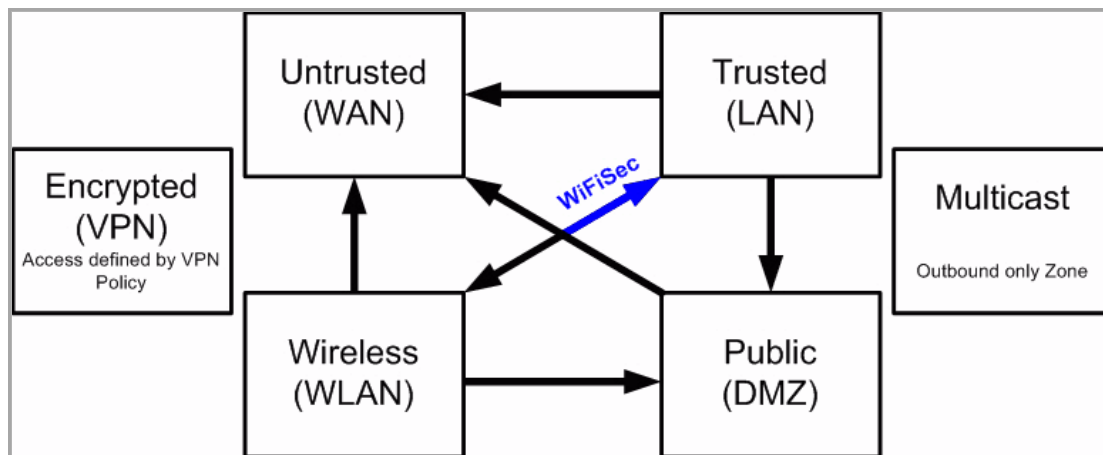 Untrusted
(WAN)
Trusted
(LAN)
Encrypted
(VPN)
Access defined by VPN
Policy
WiFiSec
Multicast
Outbound only Zone
Wireless
(WLAN)
Public
(DMZ)